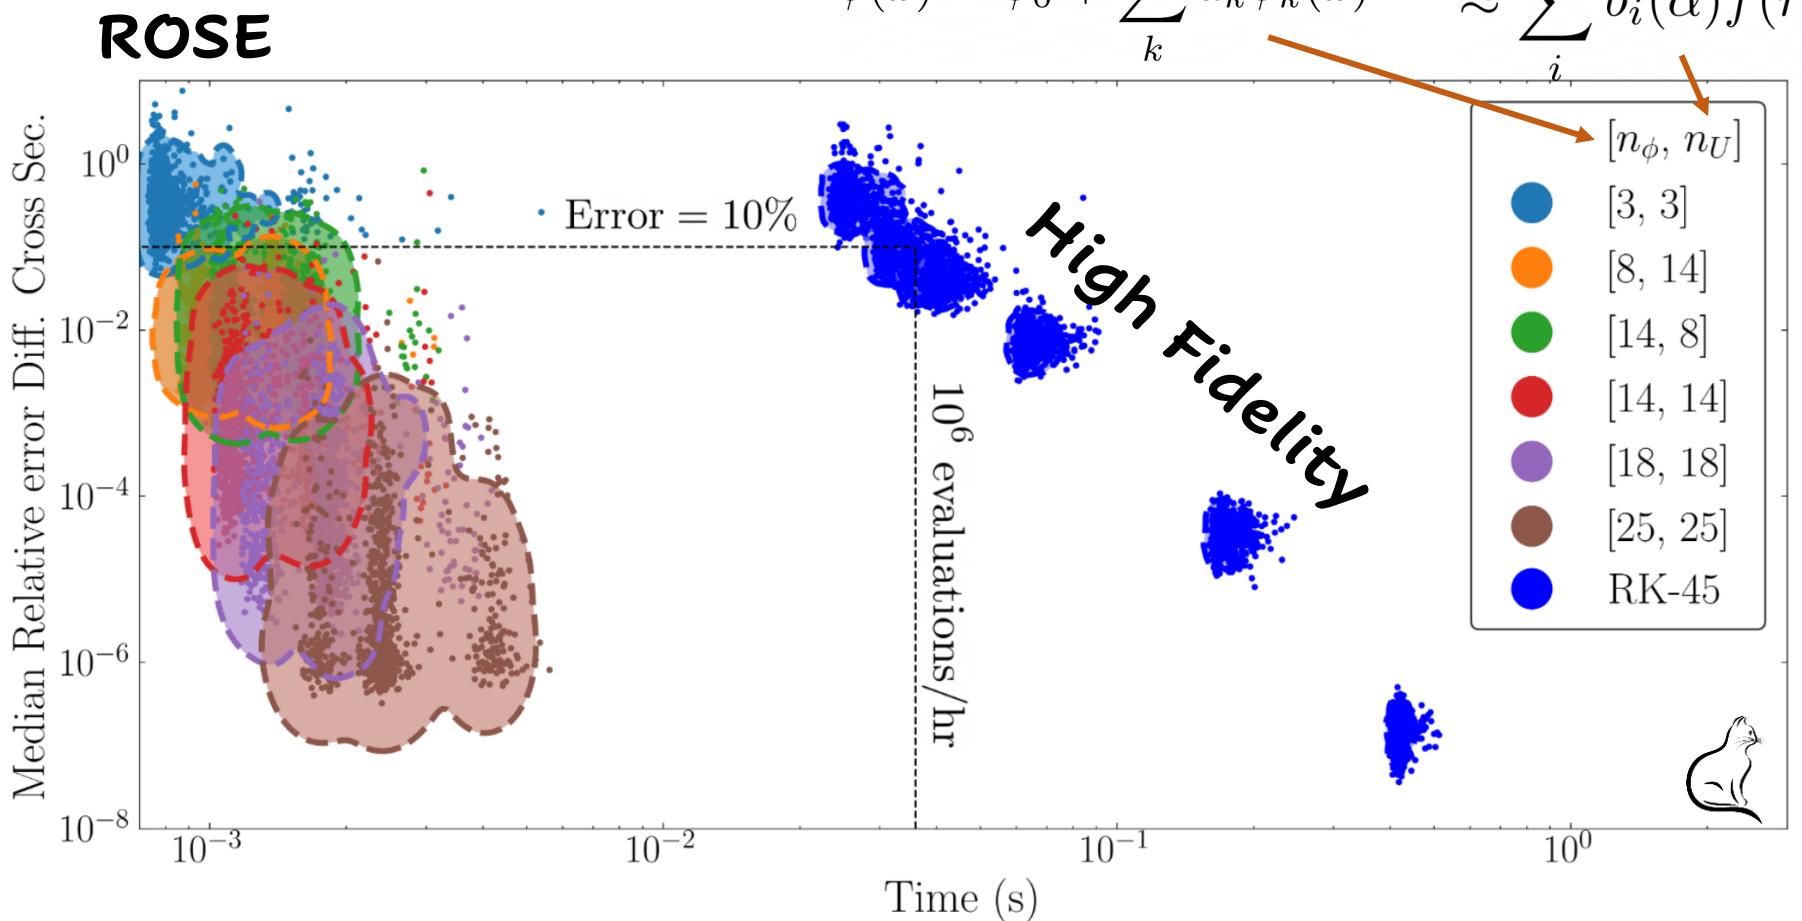 ROSE
k
i
Median Relative error Diff. Cross Sec.
10^0
10^{-2}
10^{-4}
10^{-6}
10^{-8}
10^{-3}
10^{-2}
10^{-1}
10^0
Time (s)
Error = 10%
10^6 evaluations/hr
High Fidelity
[n_ϕ, n_U]
[3, 3]
[8, 14]
[14, 8]
[14, 14]
[18, 18]
[25, 25]
RK-45